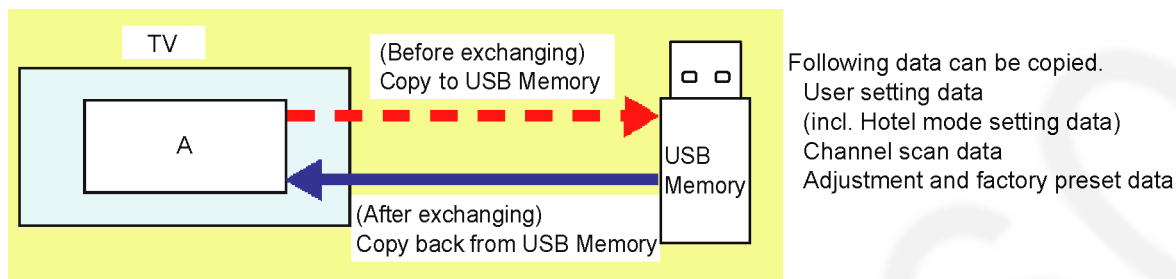 TV
(Before exchanging)
Copy to USB Memory
A
USB
Memory
(After exchanging)
Copy back from USB Memory
Following data can be copied.
User setting data
(incl. Hotel mode setting data)
Channel scan data
Adjustment and factory preset data